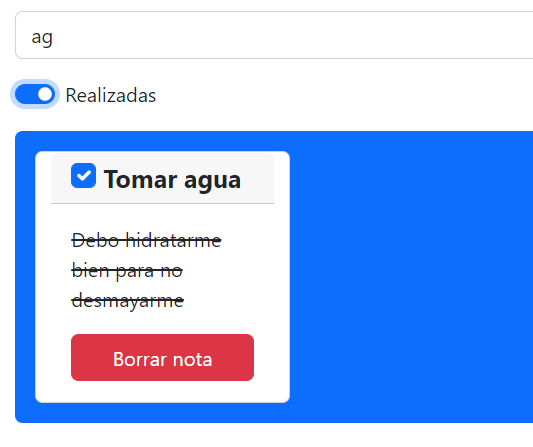 ag
Realizadas
Tomar agua
Debo hidratarme
bien para no
desmayarme
Borrar nota